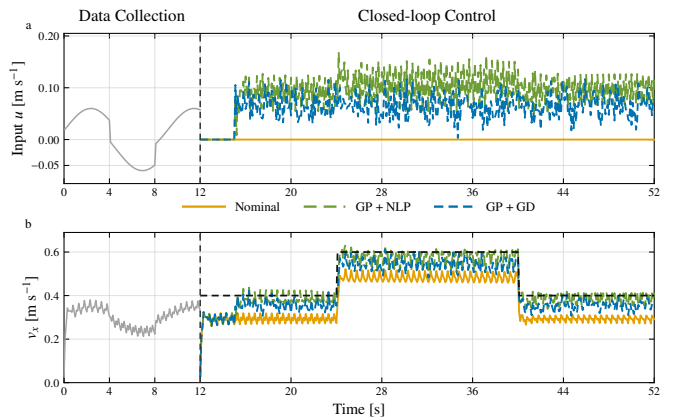 Data Collection Closed-loop Control
a
Input u [m s⁻¹]
0.20
0.10
0.05
0.00
−0.05
0 4 8 12 20 28 36 44 52
Nominal GP + NLP GP + GD
b
vₓ [m s⁻¹]
0.6
0.4
0.2
0.0
0 4 8 12 20 28 36 44 52
Time [s]